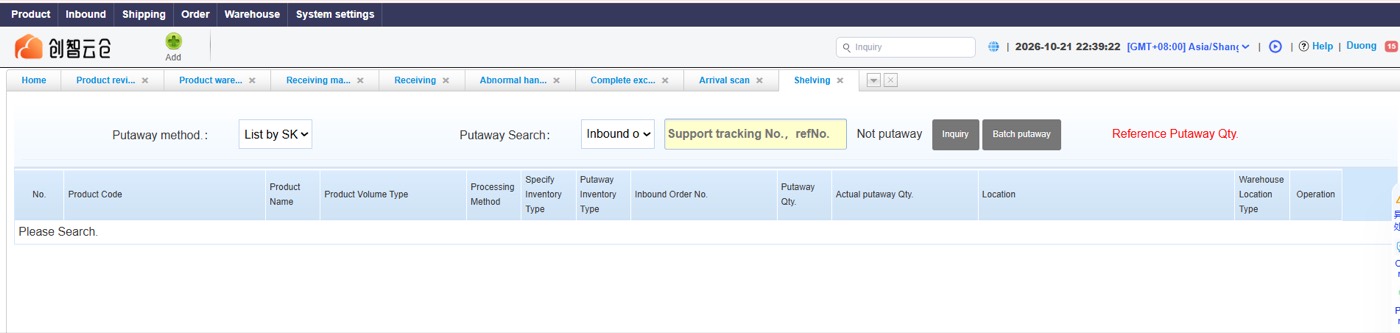 Product Inbound Shipping Order Warehouse System settings
创智云仓
Add
Inquiry
| 2026-10-21 22:39:22 [GMT+08:00] Asia/Shang | | Help | Duong 15
Home Product revi... Product ware... Receiving ma... Receiving Abnormal han... Complete exc... Arrival scan Shelving
Putaway method.: List by SK Putaway Search: Inbound o Support tracking No.，refNo. Not putaway Inquiry Batch putaway Reference Putaway Qty.
No.
Product Code
Product
Name
Product Volume Type
Processing
Method
Specify
Inventory
Type
Putaway
Inventory
Type
Inbound Order No.
Putaway
Qty.
Actual putaway Qty.
Location
Warehouse
Location
Type
Operation
Please Search.